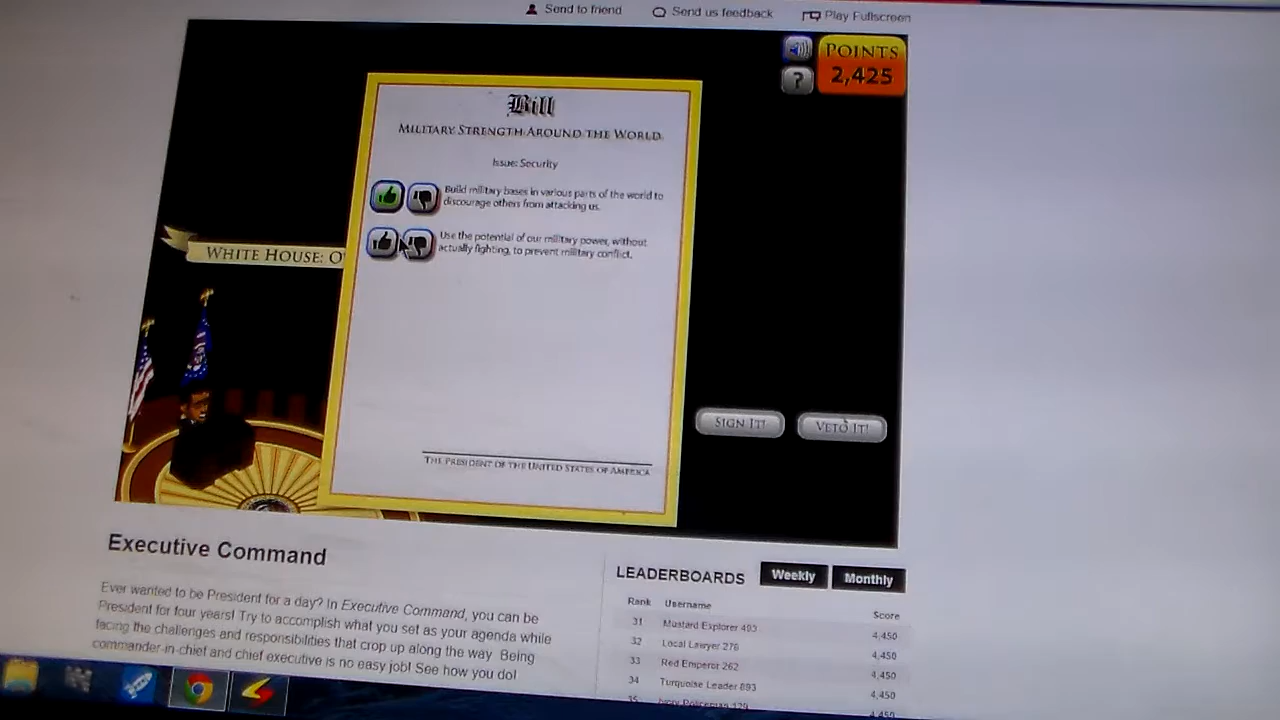 Send to friend
Send us feedback
Play Fullscreen
POINTS
2,425
?
Bill
MILITARY STRENGTH AROUND THE WORLD
Issue: Security
Build military bases in various parts of the world to
discourage others from attacking us.
Use the potential of our military power, without
actually fighting, to prevent military conflict.
WHITE HOUSE: O
SIGN IT!
VETO IT!
THE PRESIDENT OF THE UNITED STATES OF AMERICA
Executive Command
Ever wanted to be President for a day? In Executive Command, you can be
President for four years! Try to accomplish what you set as your agenda while
facing the challenges and responsibilities that crop up along the way. Being
commander-in-chief and chief executive is no easy job! See how you do!
LEADERBOARDS
Weekly
Monthly
Rank Username Score
31 Mustard Explorer 493 4,450
32 Local Lawyer 276 4,450
33 Red Emperor 262 4,450
34 Turquoise Leader 893 4,450
35 Policeman 129 4,450